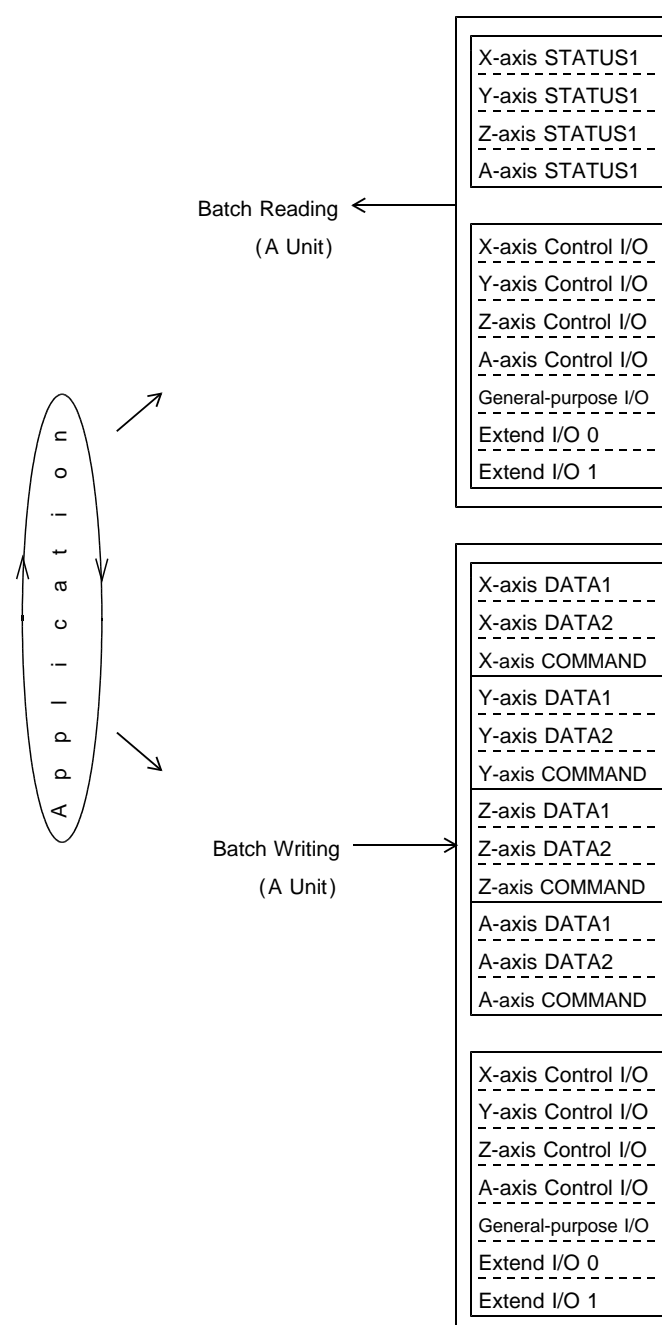 X-axis STATUS1
Y-axis STATUS1
Z-axis STATUS1
A-axis STATUS1
Batch Reading
(A Unit)
X-axis Control I/O
Y-axis Control I/O
Z-axis Control I/O
A-axis Control I/O
General-purpose I/O
Extend I/O 0
Extend I/O 1
Application
X-axis DATA1
X-axis DATA2
X-axis COMMAND
Y-axis DATA1
Y-axis DATA2
Y-axis COMMAND
Z-axis DATA1
Z-axis DATA2
Z-axis COMMAND
A-axis DATA1
A-axis DATA2
A-axis COMMAND
Batch Writing
(A Unit)
X-axis Control I/O
Y-axis Control I/O
Z-axis Control I/O
A-axis Control I/O
General-purpose I/O
Extend I/O 0
Extend I/O 1